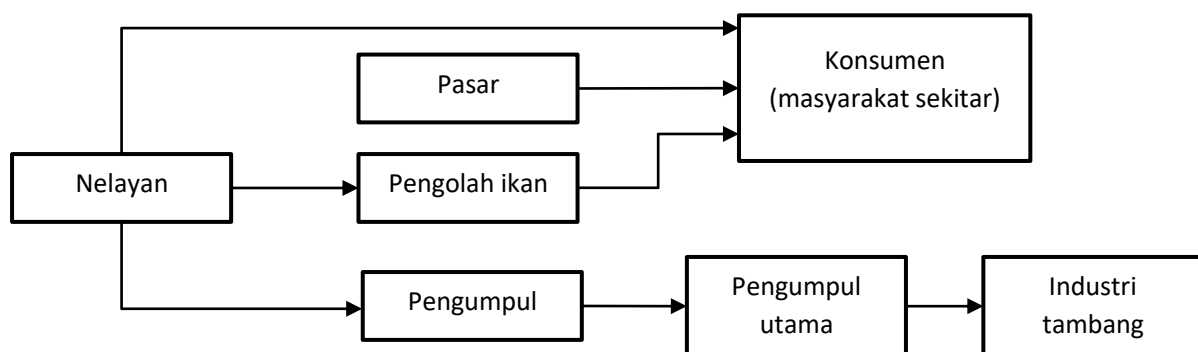 Pasar
Konsumen
(masyarakat sekitar)
Nelayan
Pengolah ikan
Pengumpul
Pengumpul
utama
Industri
tambang